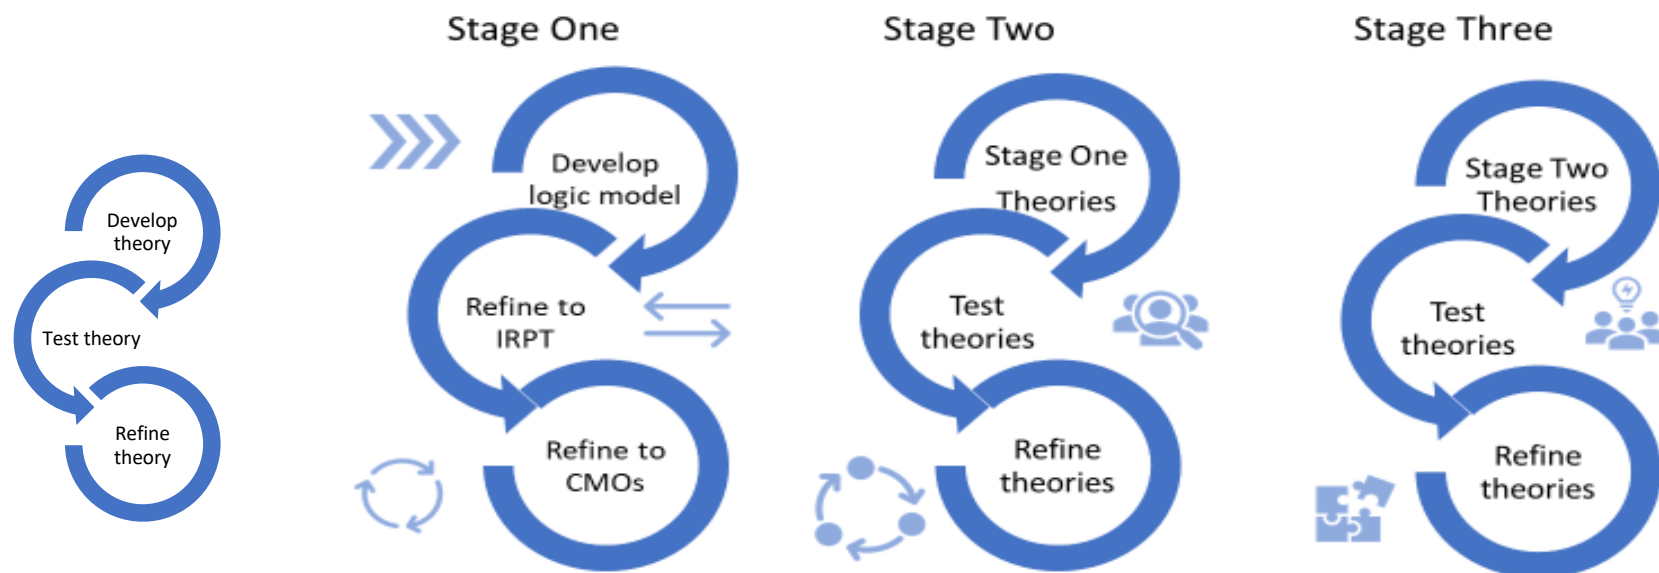 Develop
theory
Test theory
Refine
theory
Stage One
Develop
logic model
Refine to
IRPT
Refine to
CMOs
Stage Two
Stage One
Theories
Test
theories
Refine
theories
Stage Three
Stage Two
Theories
Test
theories
Refine
theories